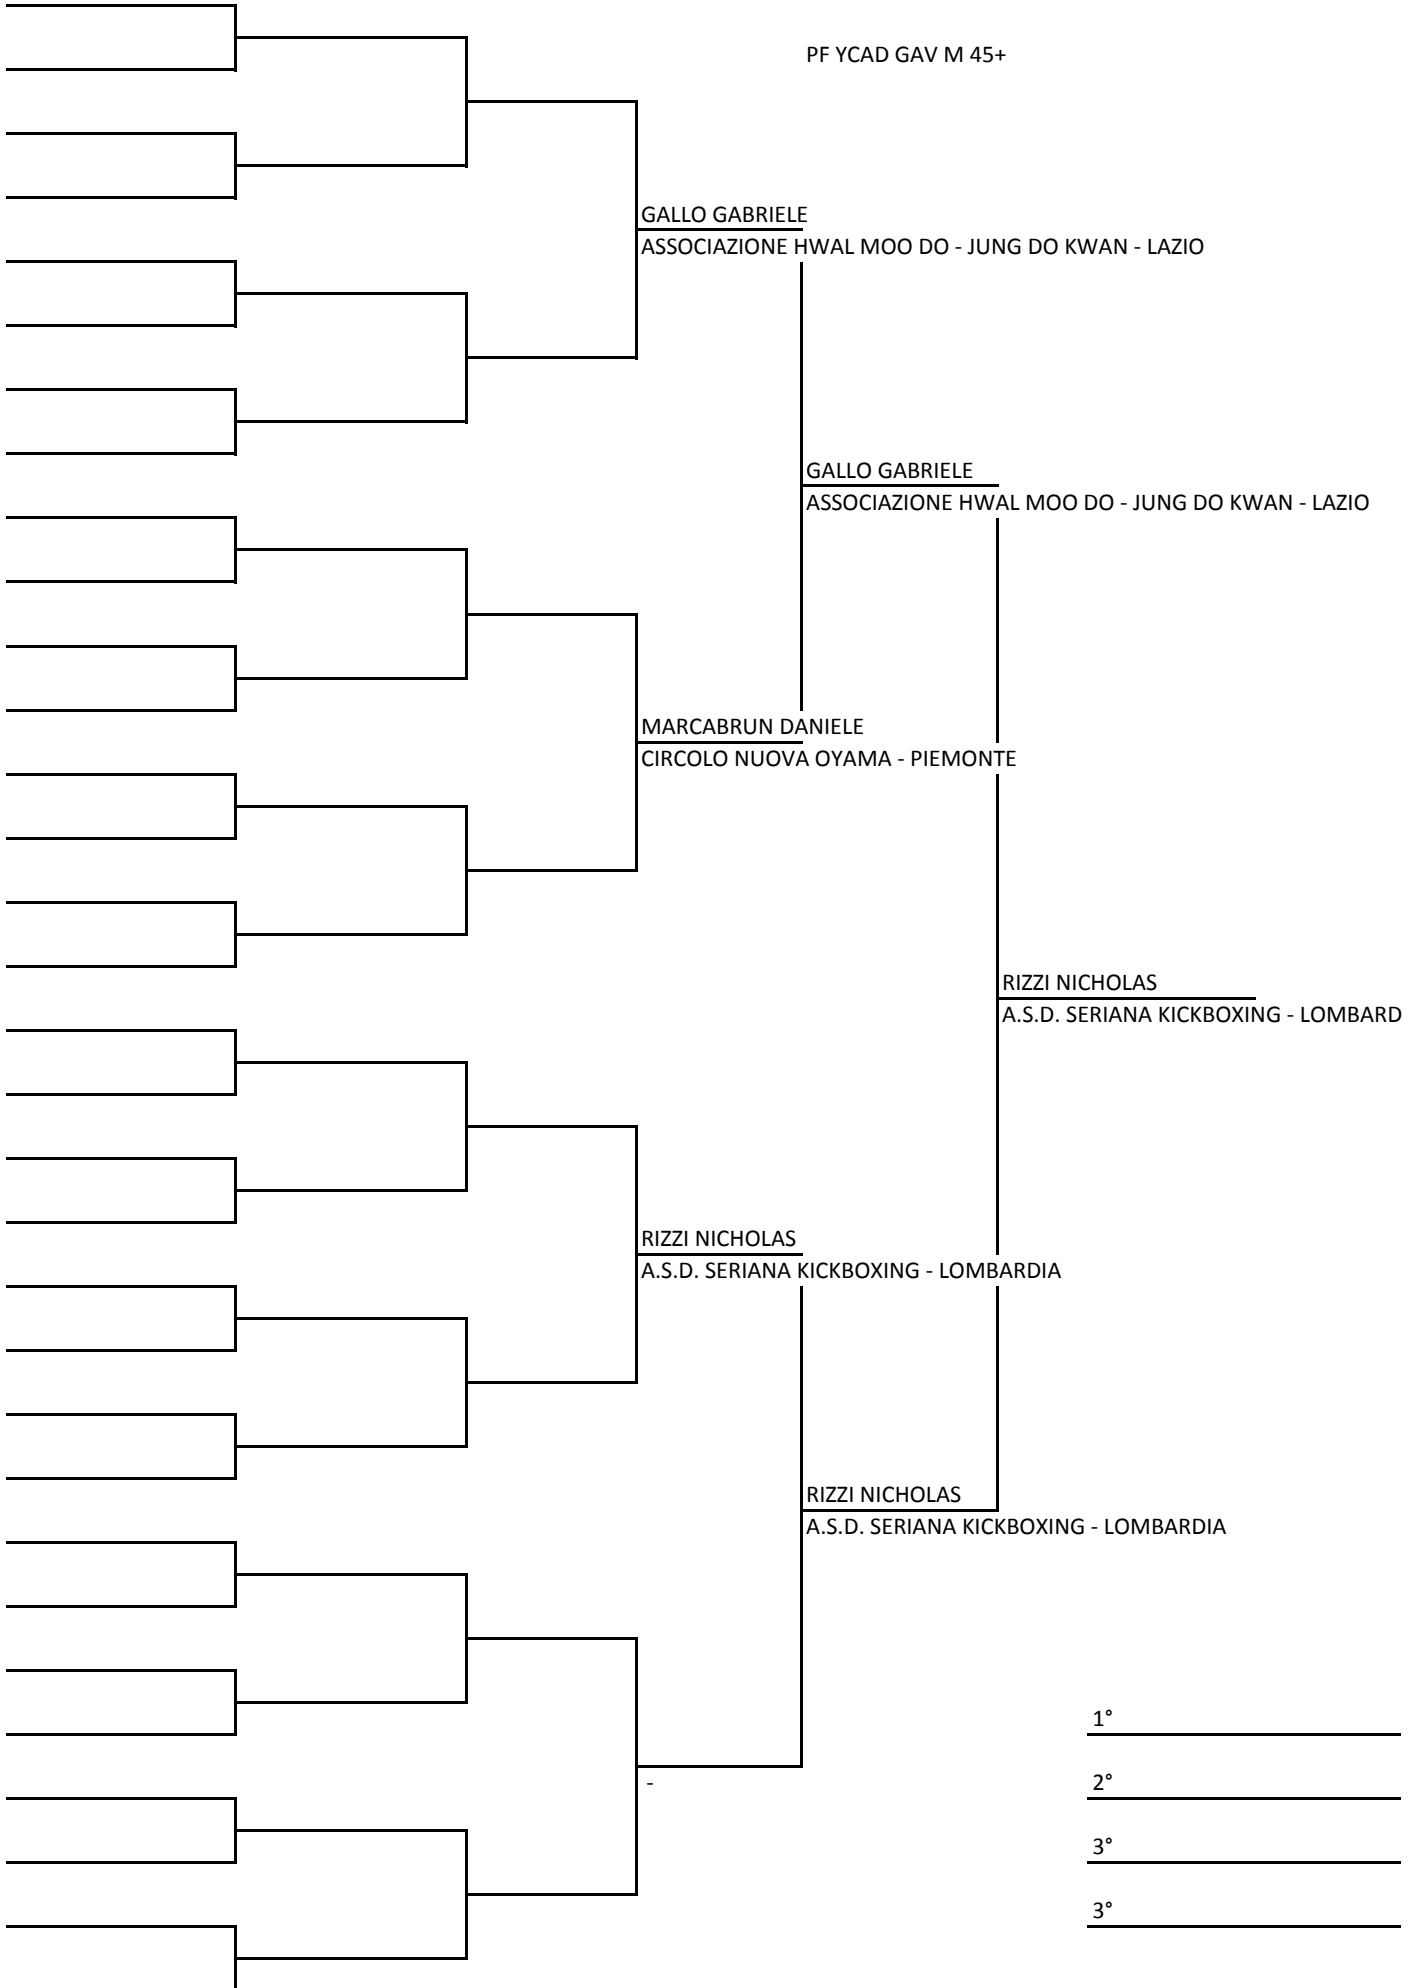 PF YCAD GAV M 45+
GALLO GABRIELE
ASSOCIAZIONE HWAL MOO DO - JUNG DO KWAN - LAZIO
GALLO GABRIELE
ASSOCIAZIONE HWAL MOO DO - JUNG DO KWAN - LAZIO
MARCABRUN DANIELE
CIRCOLO NUOVA OYAMA - PIEMONTE
RIZZI NICHOLAS
A.S.D. SERIANA KICKBOXING - LOMBARD
RIZZI NICHOLAS
A.S.D. SERIANA KICKBOXING - LOMBARDIA
RIZZI NICHOLAS
A.S.D. SERIANA KICKBOXING - LOMBARDIA
1°
-
2°
3°
3°